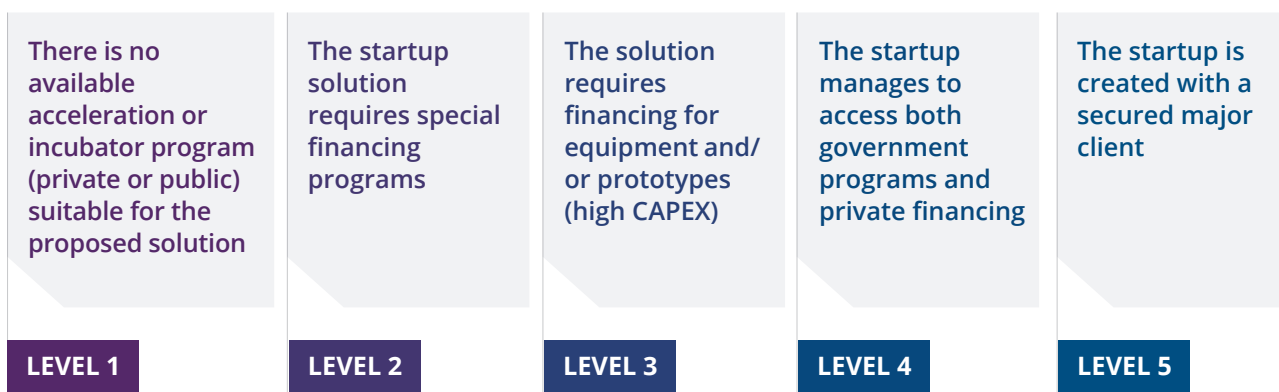 There is no
available
acceleration or
incubator program
(private or public)
suitable for the
proposed solution
LEVEL 1
The startup
solution
requires special
financing
programs
LEVEL 2
The solution
requires
financing for
equipment and/
or prototypes
(high CAPEX)
LEVEL 3
The startup
manages to
access both
government
programs and
private financing
LEVEL 4
The startup is
created with a
secured major
client
LEVEL 5